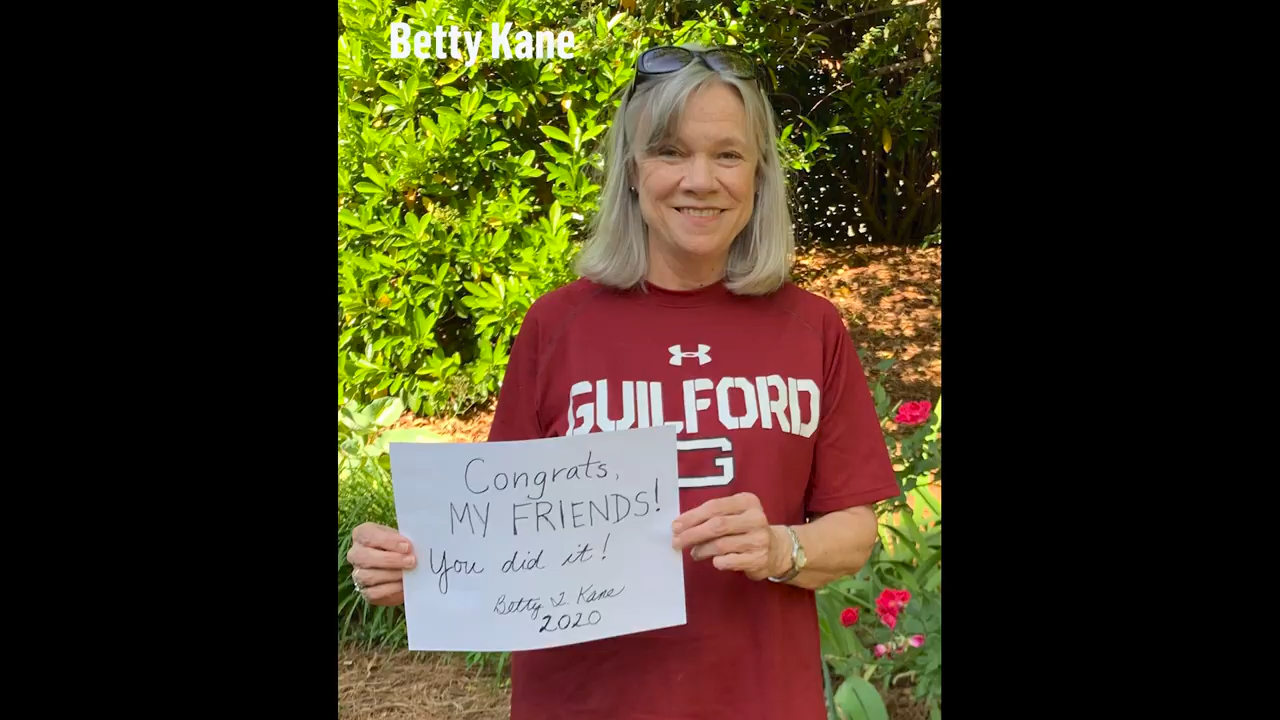 Betty Kane
GUILFORD
G
Congrats,
MY FRIENDS!
You did it!
Betty T. Kane
2020